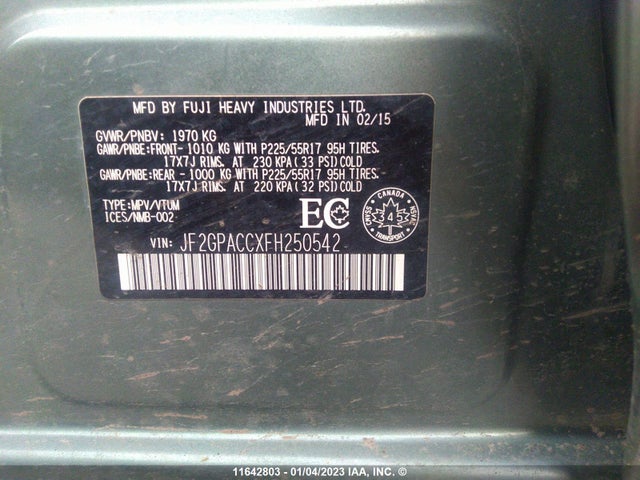 MFD BY FUJI HEAVY INDUSTRIES LTD.
MFD IN 02/15
GVWR/PNBV: 1970 KG
GAWR/PNBE:FRONT- 1010 KG WITH P225/55R17 95H TIRES.
17X7J RIMS. AT 230 KPA (33 PSI) COLD
GAWR/PNBE:REAR - 1000 KG WITH P225/55R17 95H TIRES.
17X7J RIMS. AT 220 KPA (32 PSI) COLD
TYPE:MPV/VTUM
ICES/NMB-002
EC
CANADA
4
NSVAC
TRANSPORT
CMVSS
VIN: JF2GPACCXFH250542
11642803 - 01/04/2023 IAA, INC. ©